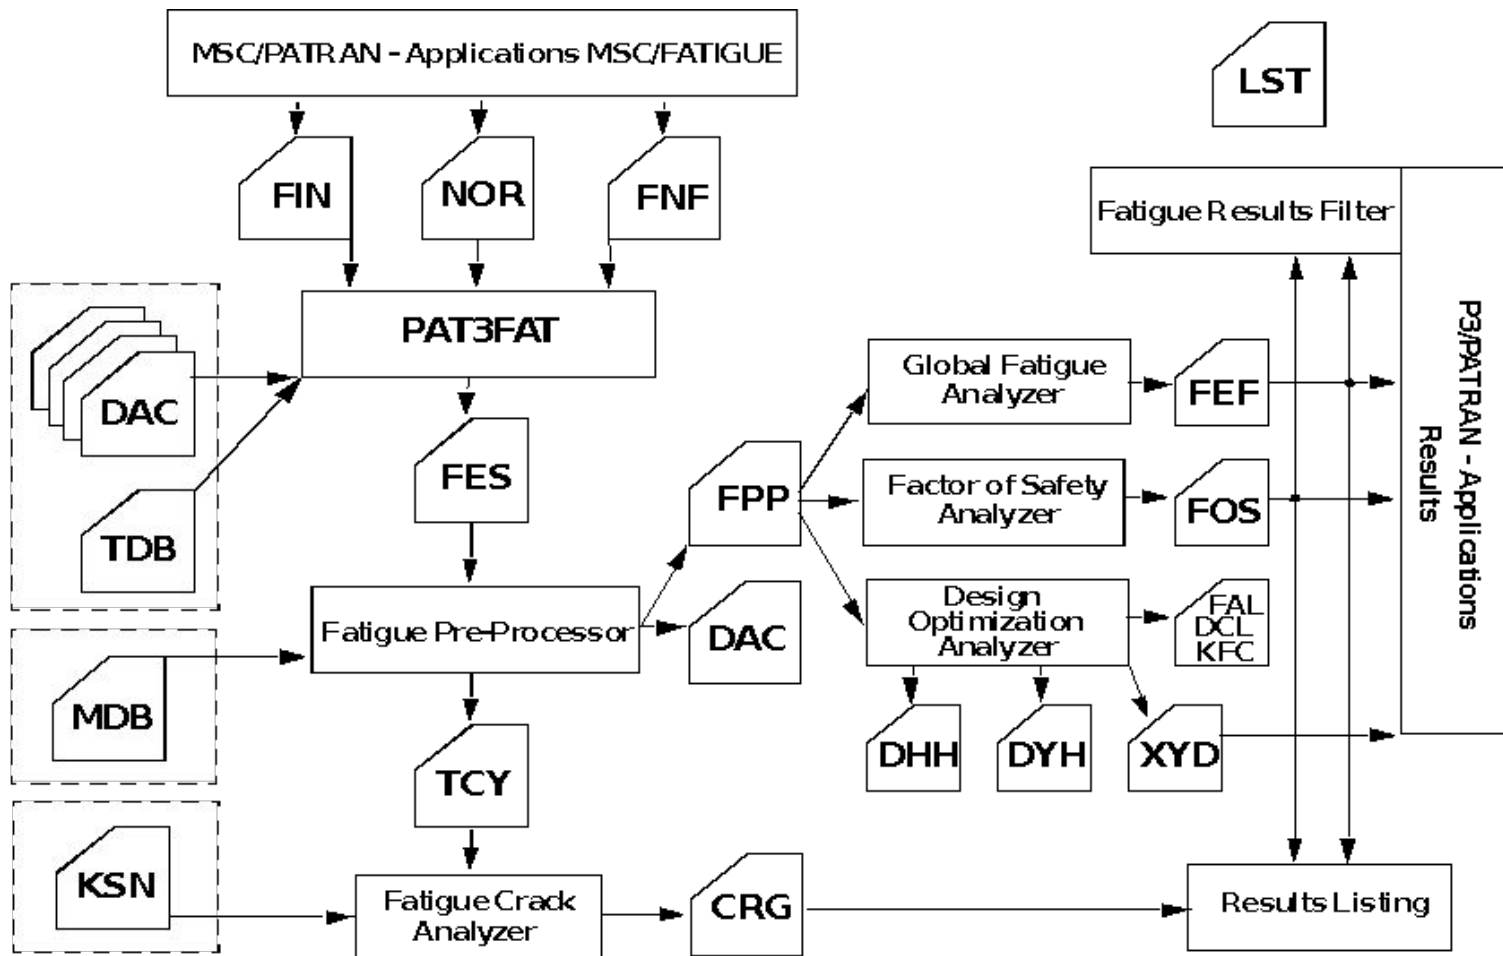 MSC/PATRAN - Applications MSC/FATIGUE
LST
FIN
NOR
FNF
Fatigue Results Filter
PAT3FAT
P3/PATRAN - Applications
Results
DAC
Global Fatigue
Analyzer
FEF
FES
FPP
Factor of Safety
Analyzer
FOS
TDB
Fatigue Pre-Processor
DAC
Design
Optimization
Analyzer
FAL
DCL
KFC
MDB
DHH
DYH
XYD
TCY
KSN
Fatigue Crack
Analyzer
CRG
Results Listing